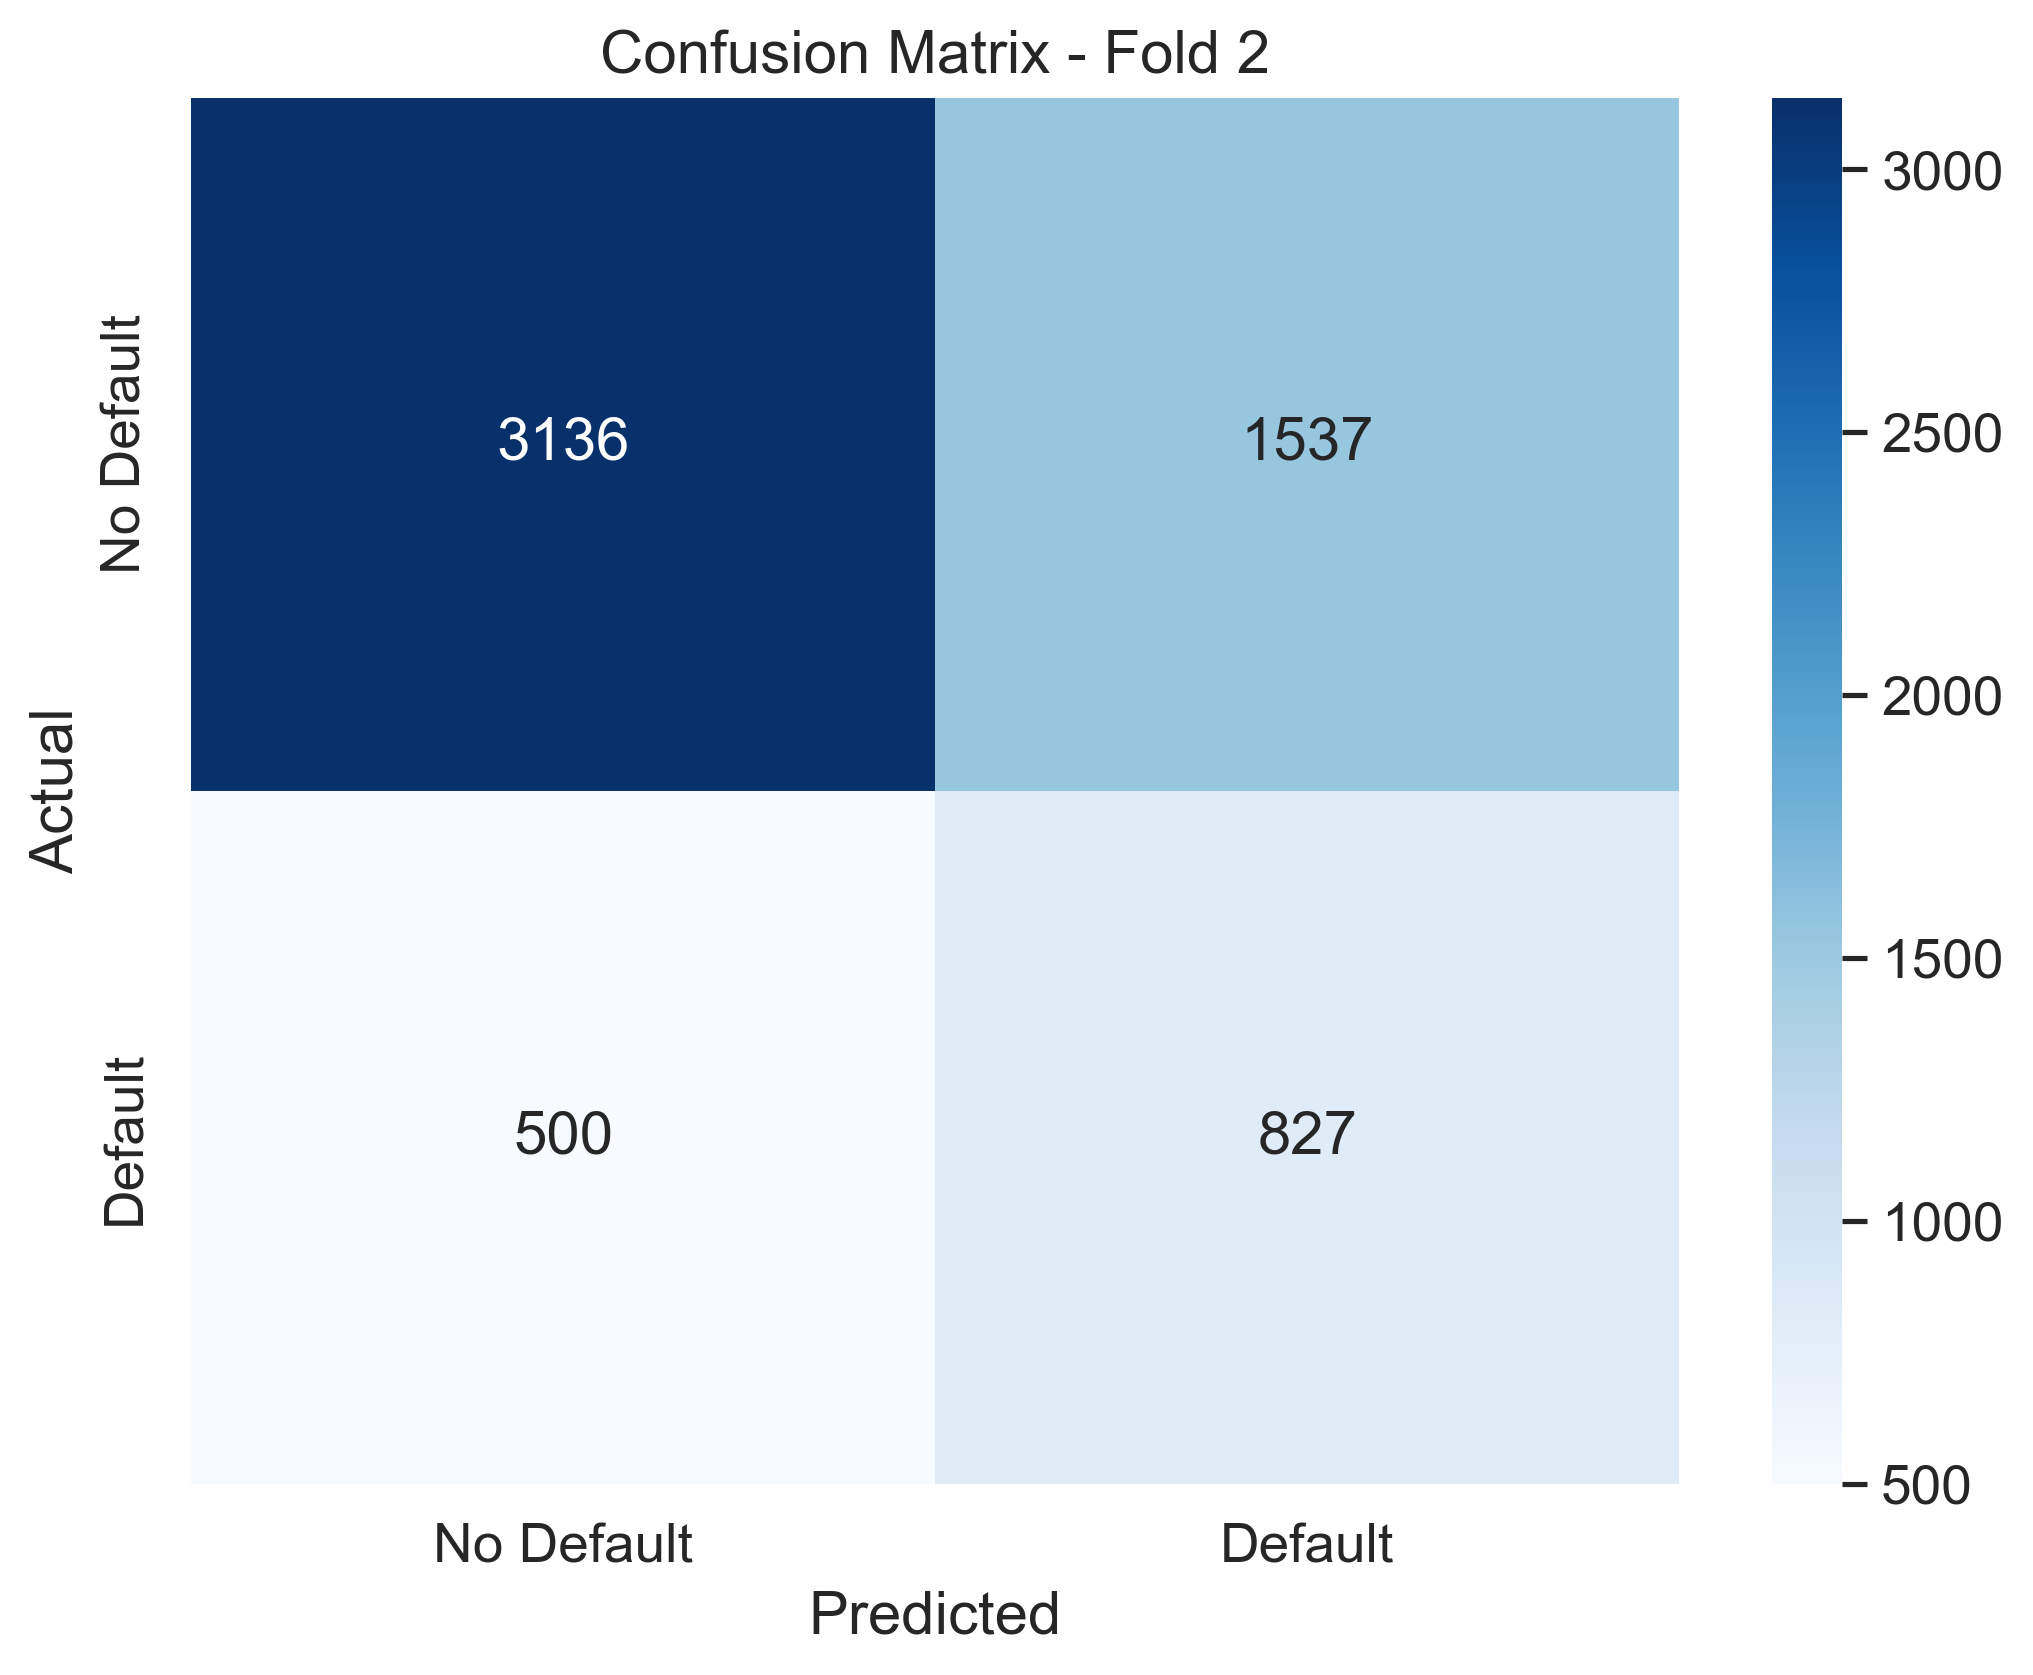 Confusion Matrix - Fold 2
No Default
3136
1537
Actual
Default
500
827
No Default
Default
Predicted
3000
2500
2000
1500
1000
500